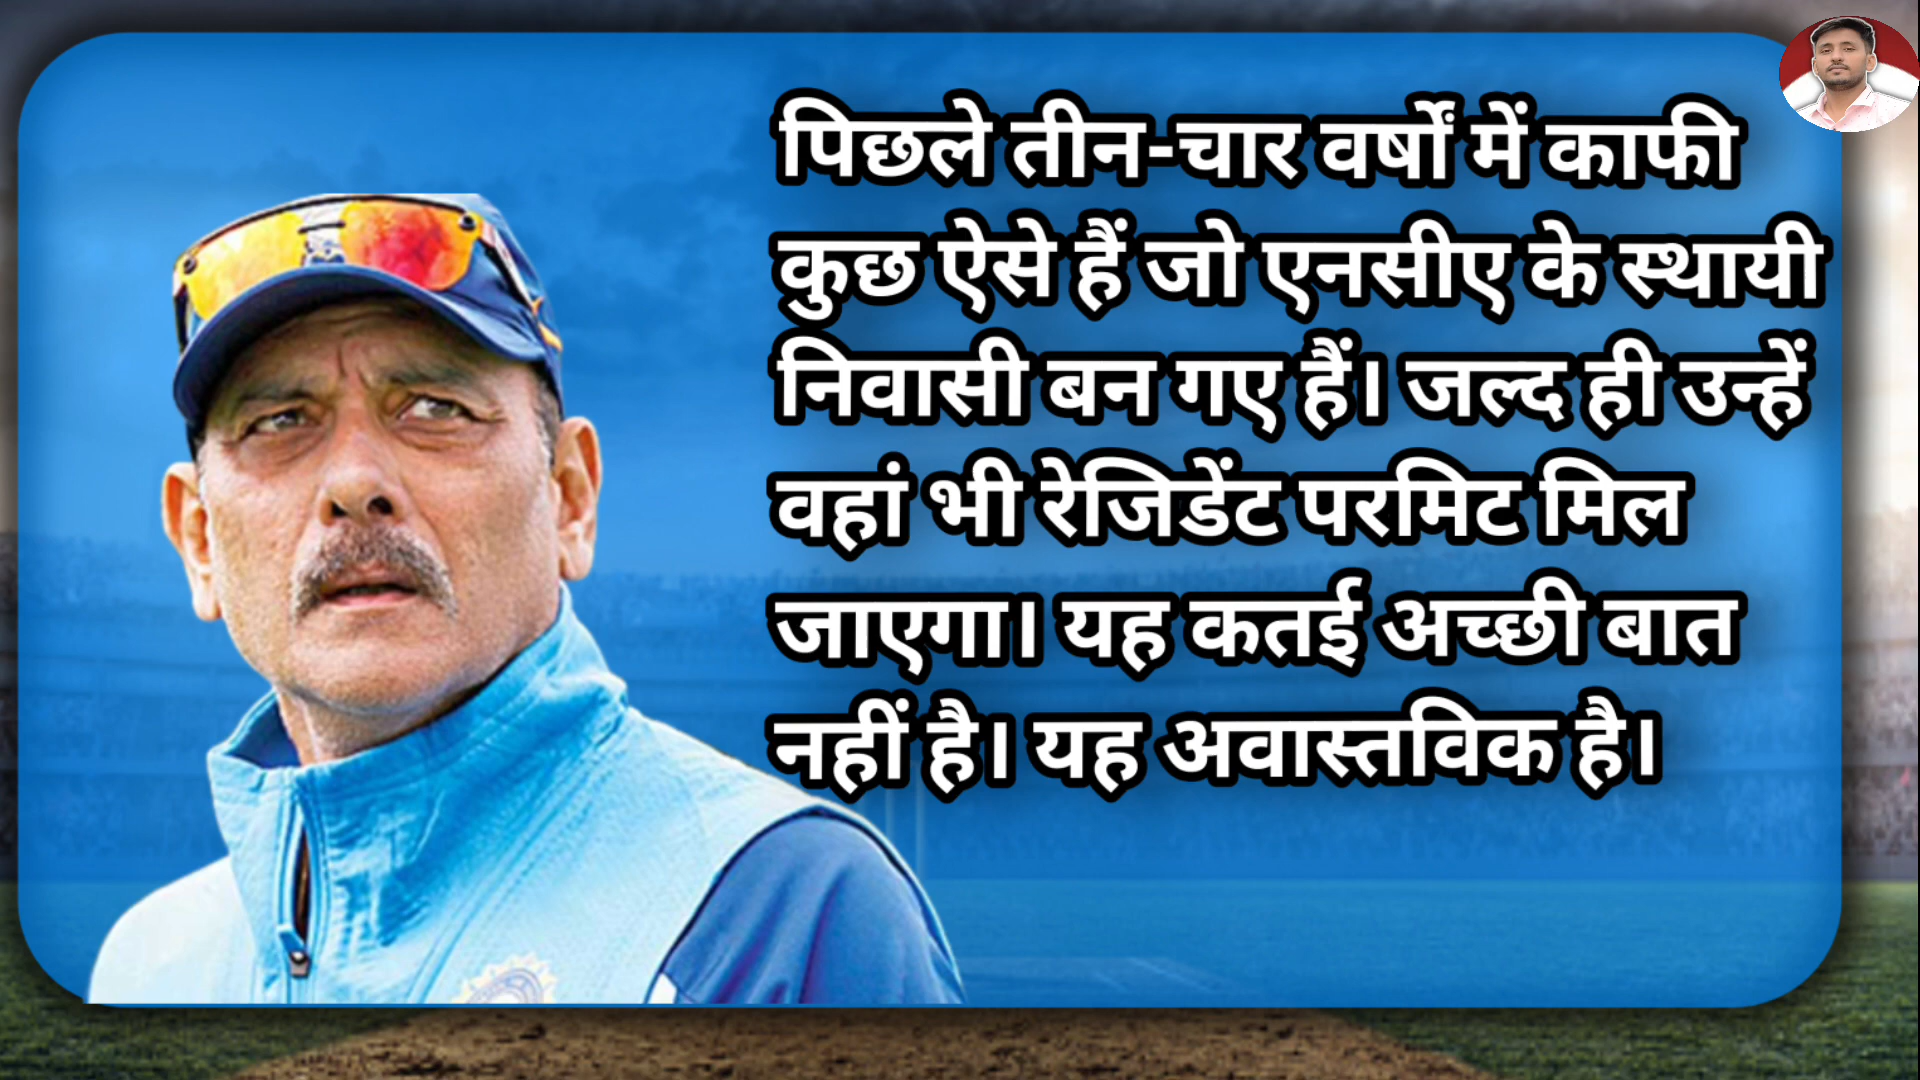 पिछले तीन-चार वर्षों में काफी
कुछ ऐसे हैं जो एनसीए के स्थायी
निवासी बन गए हैं। जल्द ही उन्हें
वहां भी रेजिडेंट परमिट मिल
जाएगा। यह कतई अच्छी बात
नहीं है। यह अवास्तविक है।